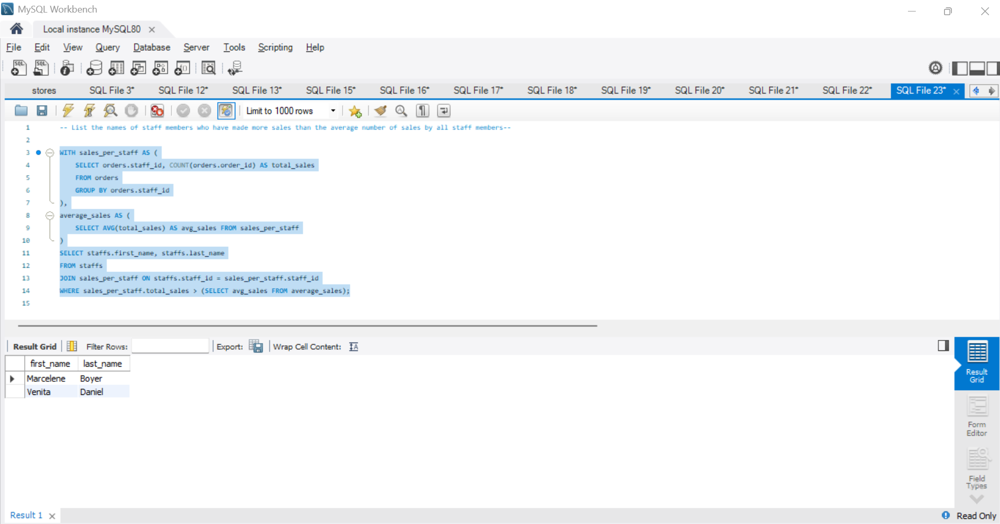 MySQL Workbench
Local instance MySQL80
File Edit View Query Database Server Tools Scripting Help
stores SQL File 3* SQL File 12* SQL File 13* SQL File 15* SQL File 16* SQL File 17* SQL File 18* SQL File 19* SQL File 20* SQL File 21* SQL File 22* SQL File 23*
Limit to 1000 rows
1 -- List the names of staff members who have made more sales than the average number of sales by all staff members--
2
3 WITH sales_per_staff AS (
4 SELECT orders.staff_id, COUNT(orders.order_id) AS total_sales
5 FROM orders
6 GROUP BY orders.staff_id
7 ),
8 average_sales AS (
9 SELECT AVG(total_sales) AS avg_sales FROM sales_per_staff
10 )
11 SELECT staffs.first_name, staffs.last_name
12 FROM staffs
13 JOIN sales_per_staff ON staffs.staff_id = sales_per_staff.staff_id
14 WHERE sales_per_staff.total_sales > (SELECT avg_sales FROM average_sales);
15
Result Grid Filter Rows: Export: Wrap Cell Content:
first_name last_name
Marcelene Boyer
Venita Daniel
Result
Grid
Form
Editor
Field
Types
Result 1 Read Only